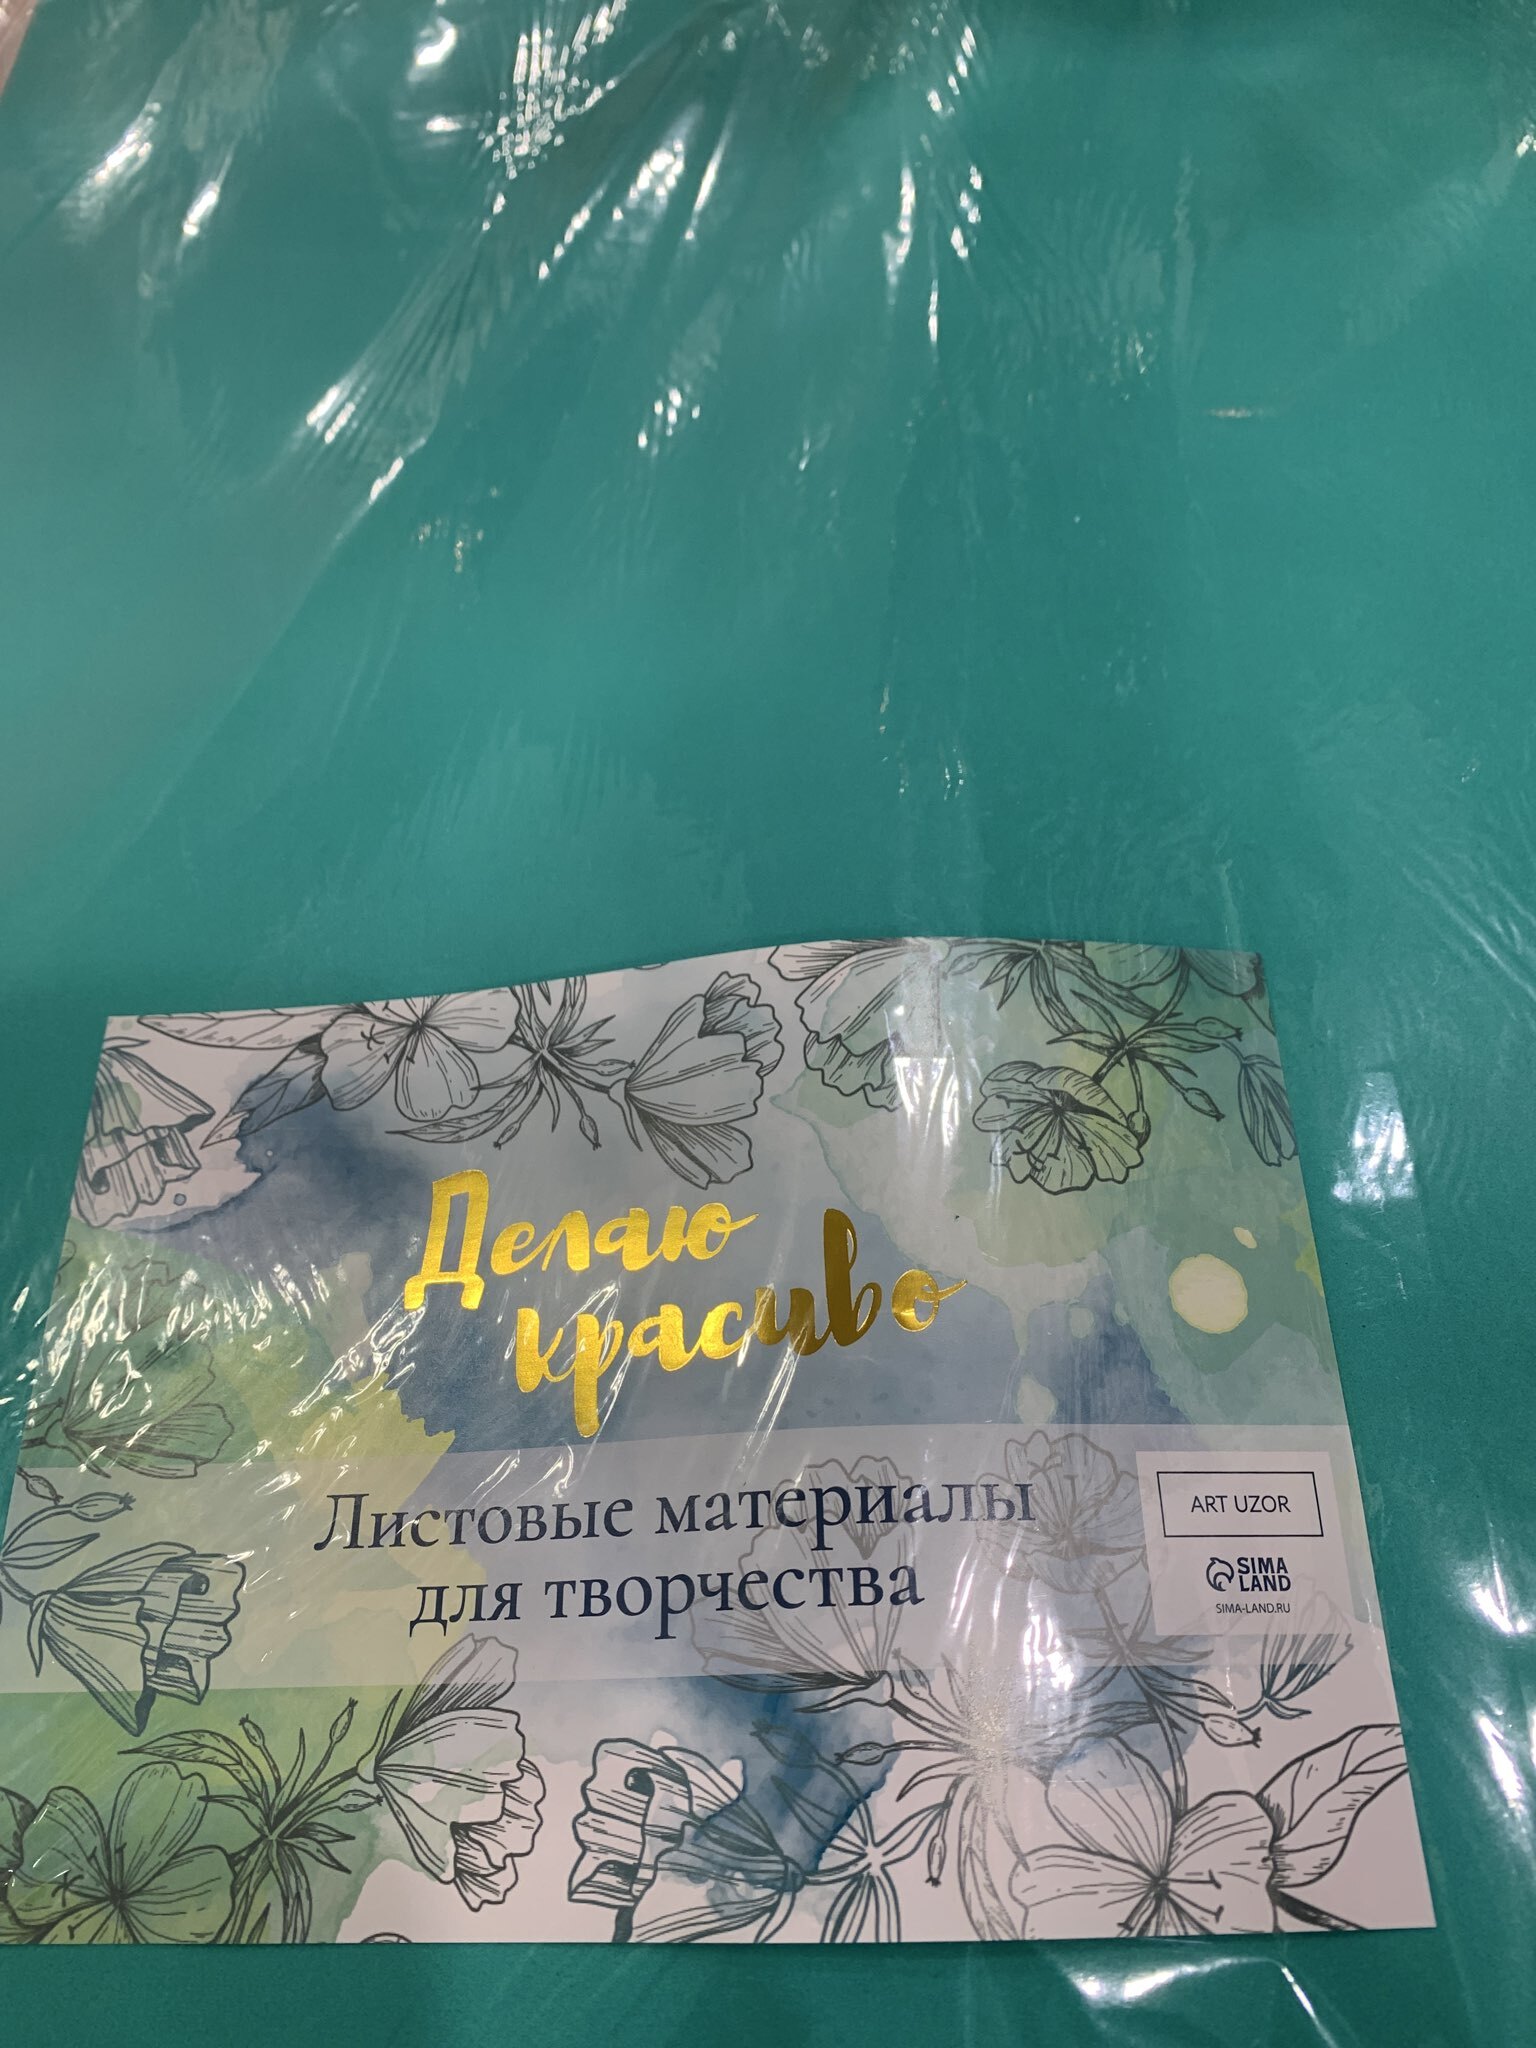 Делаю
красиво
Листовые материалы
для творчества
ART UZOR
SIMA
LAND
SIMA-LAND.RU